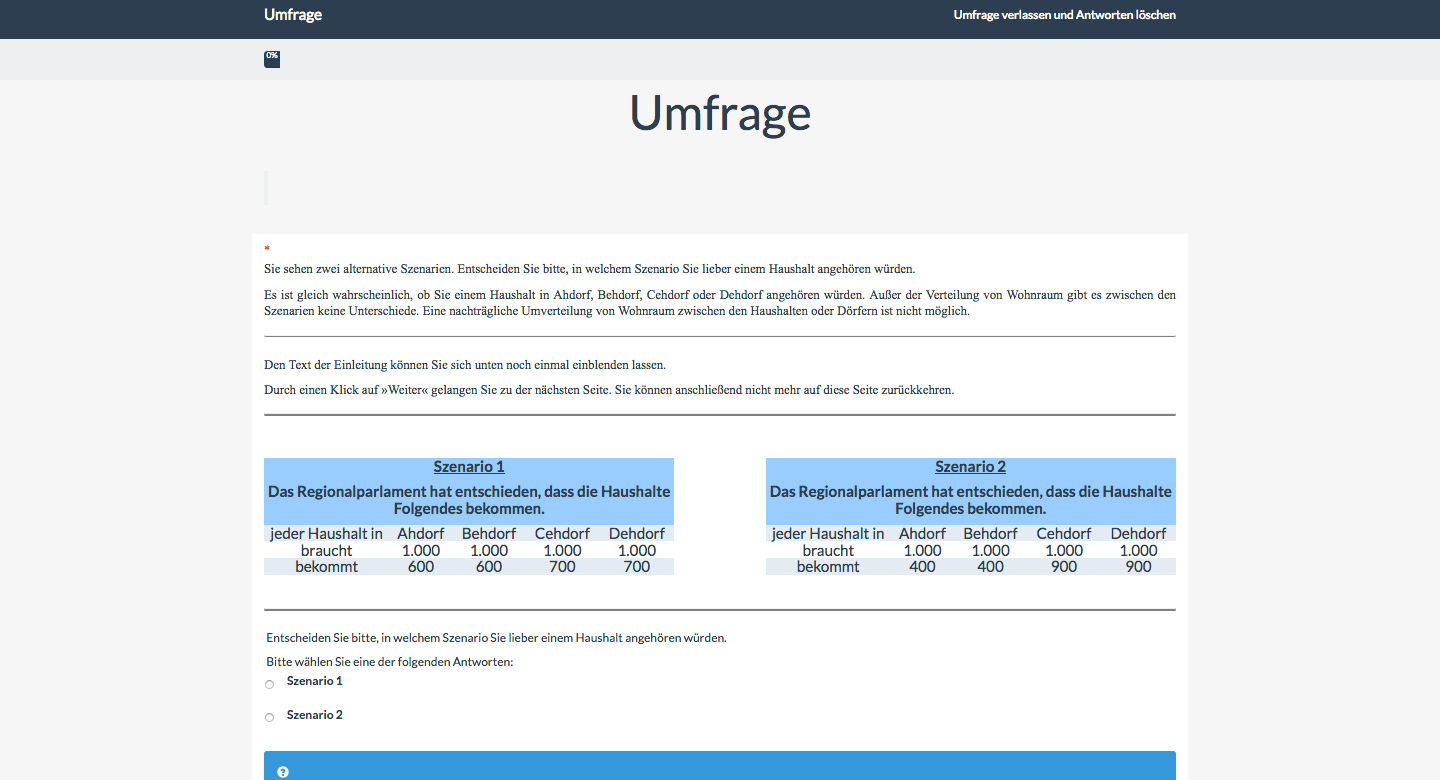 Umfrage
Umfrage verlassen und Antworten löschen
0%
Umfrage
*
Sie sehen zwei alternative Szenarien. Entscheiden Sie bitte, in welchem Szenario Sie lieber einem Haushalt angehören würden.
Es ist gleich wahrscheinlich, ob Sie einem Haushalt in Ahdorf, Behdorf, Cehdorf oder Dehdorf angehören würden. Außer der Verteilung von Wohnraum gibt es zwischen den
Szenarien keine Unterschiede. Eine nachträgliche Umverteilung von Wohnraum zwischen den Haushalten oder Dörfern ist nicht möglich.
Den Text der Einleitung können Sie sich unten noch einmal einblenden lassen.
Durch einen Klick auf »Weiter« gelangen Sie zu der nächsten Seite. Sie können anschließend nicht mehr auf diese Seite zurückkehren.
Szenario 1
Das Regionalparlament hat entschieden, dass die Haushalte
Folgendes bekommen.
jeder Haushalt in Ahdorf Behdorf Cehdorf Dehdorf
braucht 1.000 1.000 1.000 1.000
bekommt 600 600 700 700
Szenario 2
Das Regionalparlament hat entschieden, dass die Haushalte
Folgendes bekommen.
jeder Haushalt in Ahdorf Behdorf Cehdorf Dehdorf
braucht 1.000 1.000 1.000 1.000
bekommt 400 400 900 900
Entscheiden Sie bitte, in welchem Szenario Sie lieber einem Haushalt angehören würden.
Bitte wählen Sie eine der folgenden Antworten:
Szenario 1
Szenario 2
?